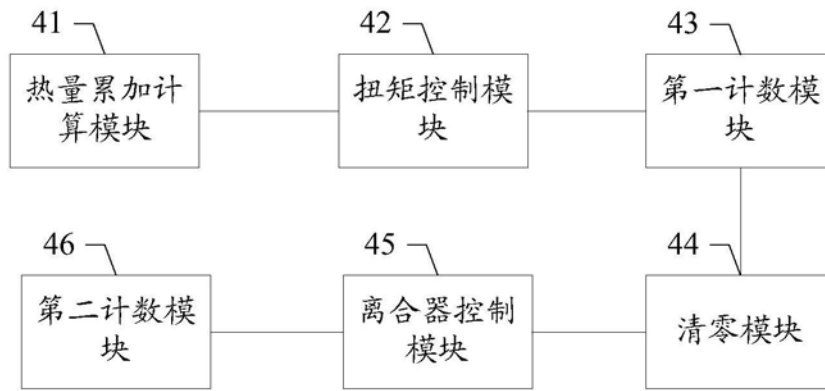 41
42
43
热量累加计
算模块
扭矩控制模
块
第一计数模
块
46
45
44
第二计数模
块
离合器控制
模块
清零模块